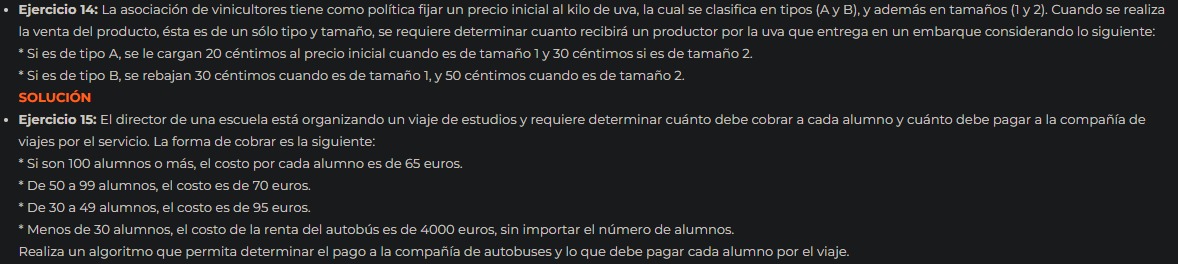 • Ejercicio 14: La asociación de vinicultores tiene como política fijar un precio inicial al kilo de uva, la cual se clasifica en tipos (A y B), y además en tamaños (1 y 2). Cuando se realiza
la venta del producto, ésta es de un sólo tipo y tamaño, se requiere determinar cuanto recibirá un productor por la uva que entrega en un embarque considerando lo siguiente:
* Si es de tipo A, se le cargan 20 céntimos al precio inicial cuando es de tamaño 1 y 30 céntimos si es de tamaño 2.
* Si es de tipo B, se rebajan 30 céntimos cuando es de tamaño 1, y 50 céntimos cuando es de tamaño 2.
SOLUCIÓN
• Ejercicio 15: El director de una escuela está organizando un viaje de estudios y requiere determinar cuánto debe cobrar a cada alumno y cuánto debe pagar a la compañía de
viajes por el servicio. La forma de cobrar es la siguiente:
* Si son 100 alumnos o más, el costo por cada alumno es de 65 euros.
* De 50 a 99 alumnos, el costo es de 70 euros.
* De 30 a 49 alumnos, el costo es de 95 euros.
* Menos de 30 alumnos, el costo de la renta del autobús es de 4000 euros, sin importar el número de alumnos.
Realiza un algoritmo que permita determinar el pago a la compañía de autobuses y lo que debe pagar cada alumno por el viaje.